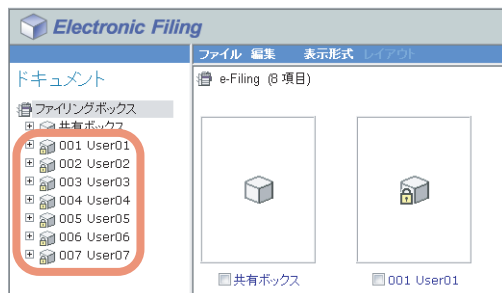 Electronic Filing
ファイル 編集 表示形式 レイアウト
ドキュメント
e-Filing (8 項目)
ファイリングボックス
共有ボックス
001 User01
002 User02
003 User03
004 User04
005 User05
006 User06
007 User07
共有ボックス
001 User01